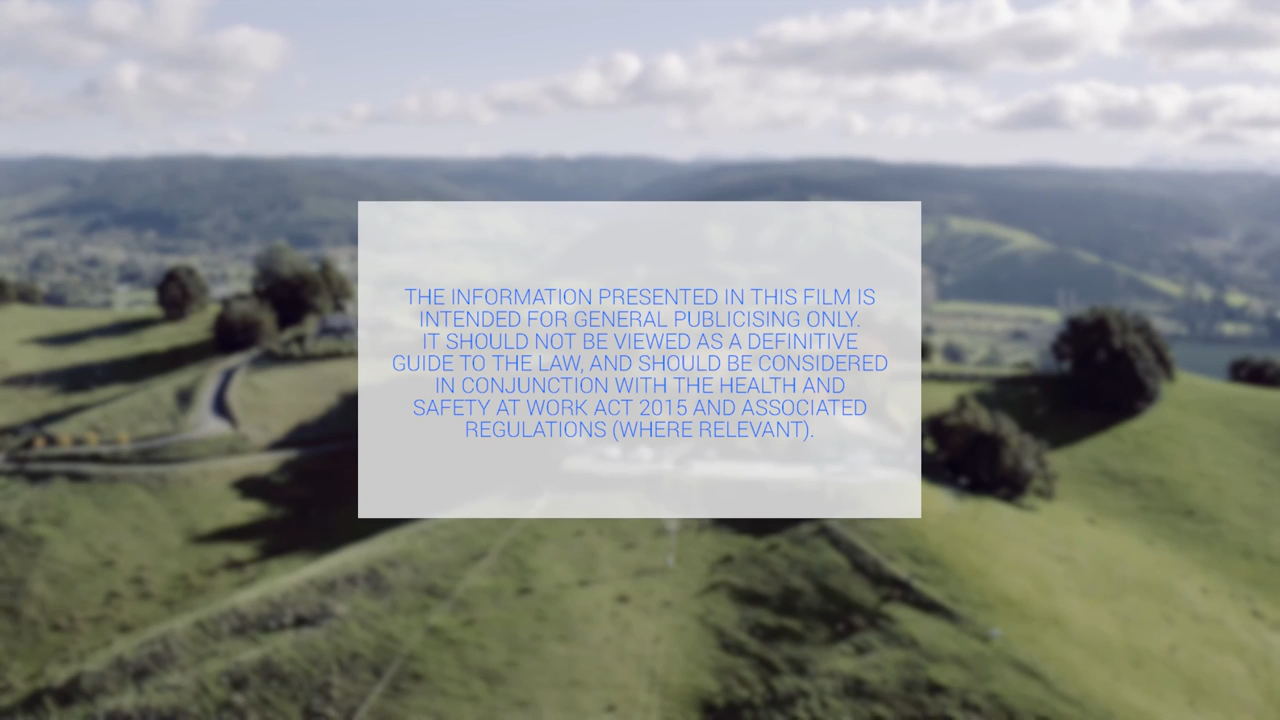 THE INFORMATION PRESENTED IN THIS FILM IS
INTENDED FOR GENERAL PUBLICISING ONLY.
IT SHOULD NOT BE VIEWED AS A DEFINITIVE
GUIDE TO THE LAW, AND SHOULD BE CONSIDERED
IN CONJUNCTION WITH THE HEALTH AND
SAFETY AT WORK ACT 2015 AND ASSOCIATED
REGULATIONS (WHERE RELEVANT).